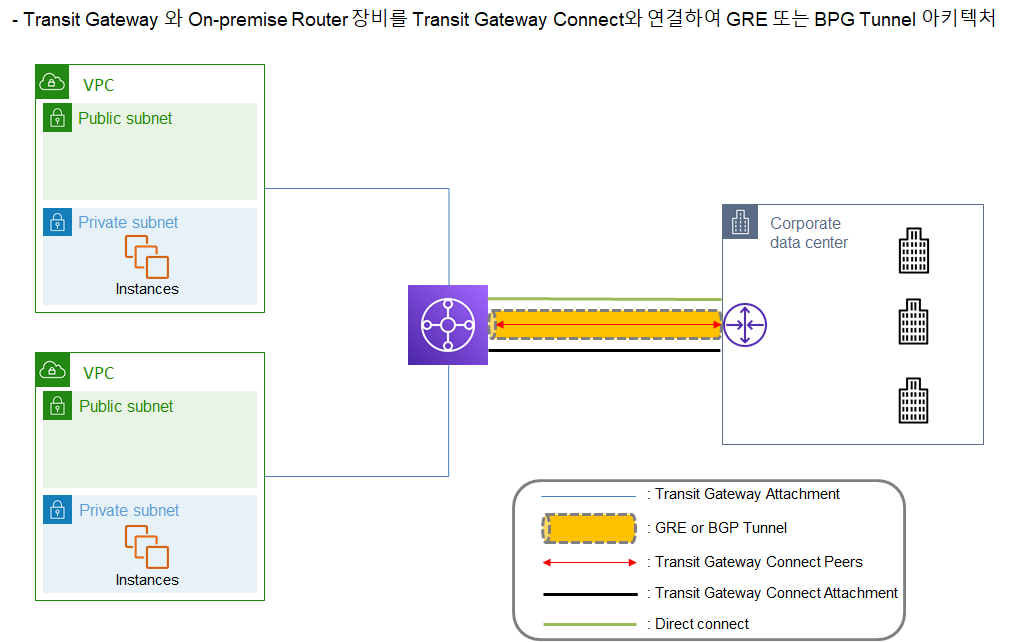 - Transit Gateway 와 On-premise Router 장비를 Transit Gateway Connect와 연결하여 GRE 또는 BPG Tunnel 아키텍처
VPC
Public subnet
Private subnet
Instances
VPC
Public subnet
Private subnet
Instances
Corporate
data center
: Transit Gateway Attachment
: GRE or BGP Tunnel
: Transit Gateway Connect Peers
: Transit Gateway Connect Attachment
: Direct connect